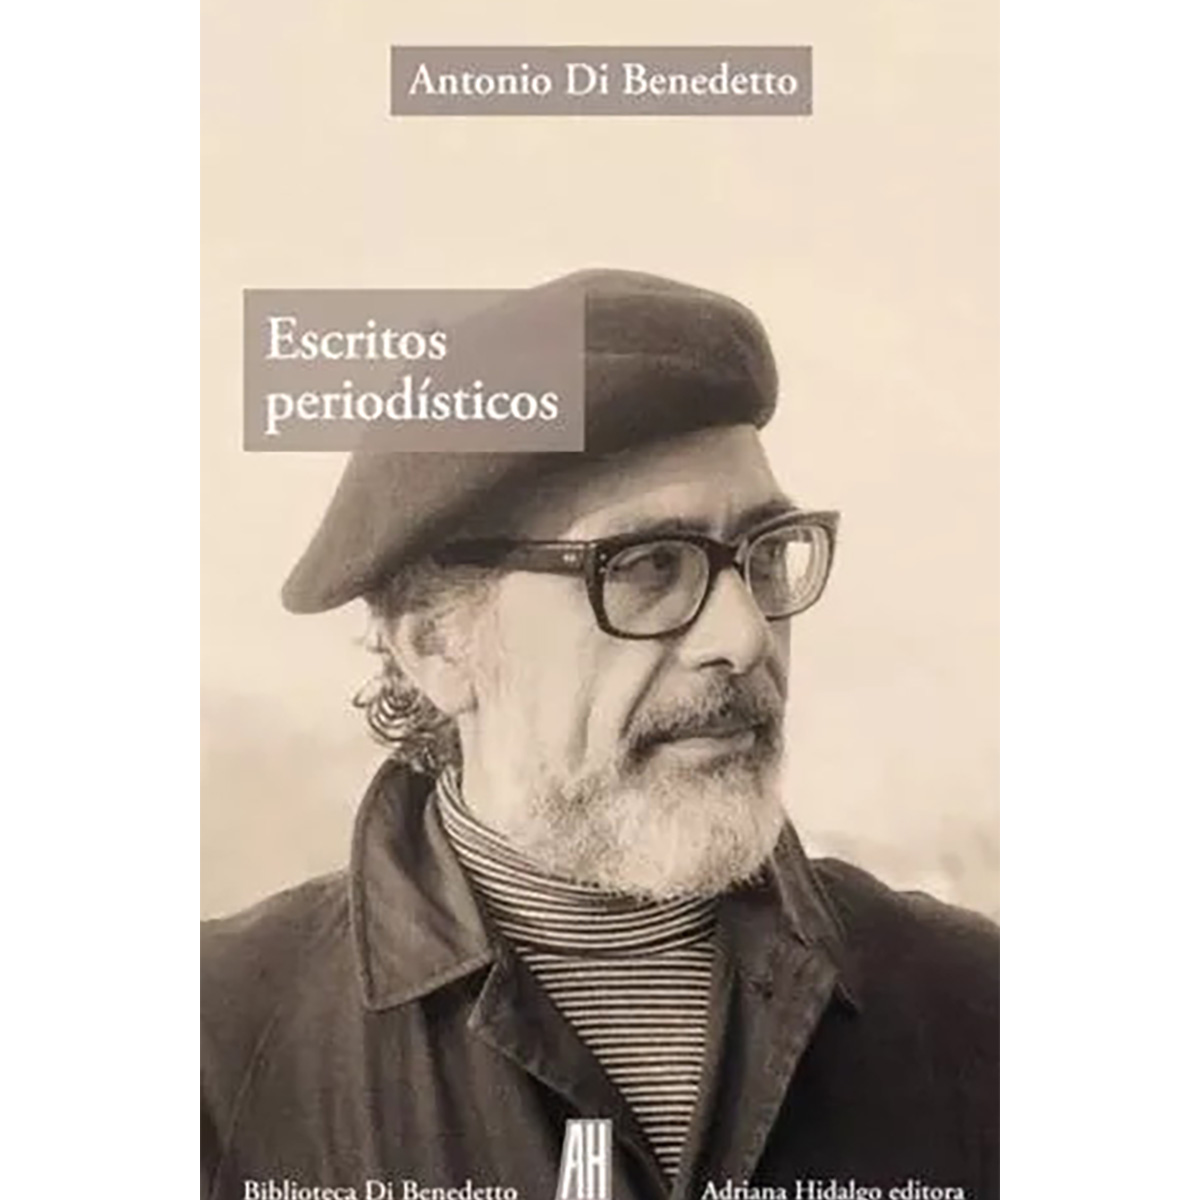 Antonio Di Benedetto
Escritos
periodísticos
Biblioteca Di Benedetto
AH
Adriana Hidalgo editora